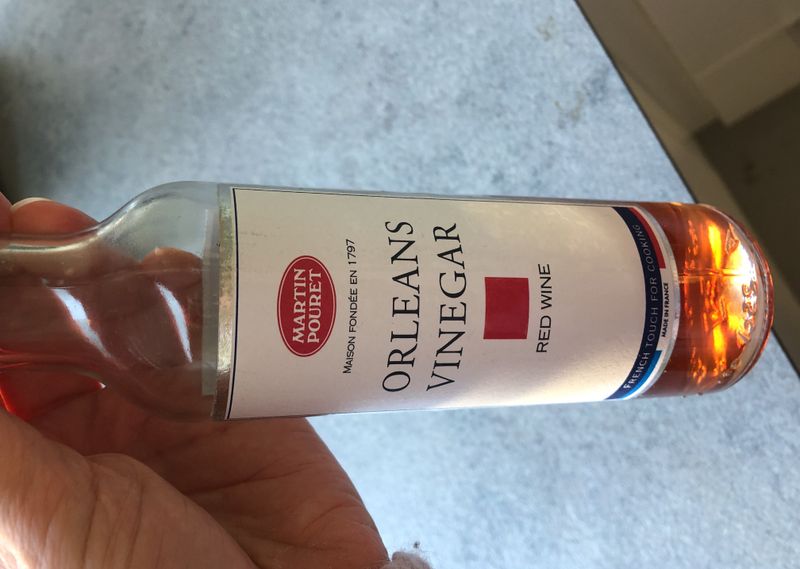 MARTIN
POURET
MAISON FONDÉE EN 1797
ORLEANS
VINEGAR
RED WINE
FRENCH TOUCH FOR COOKING
MADE IN FRANCE